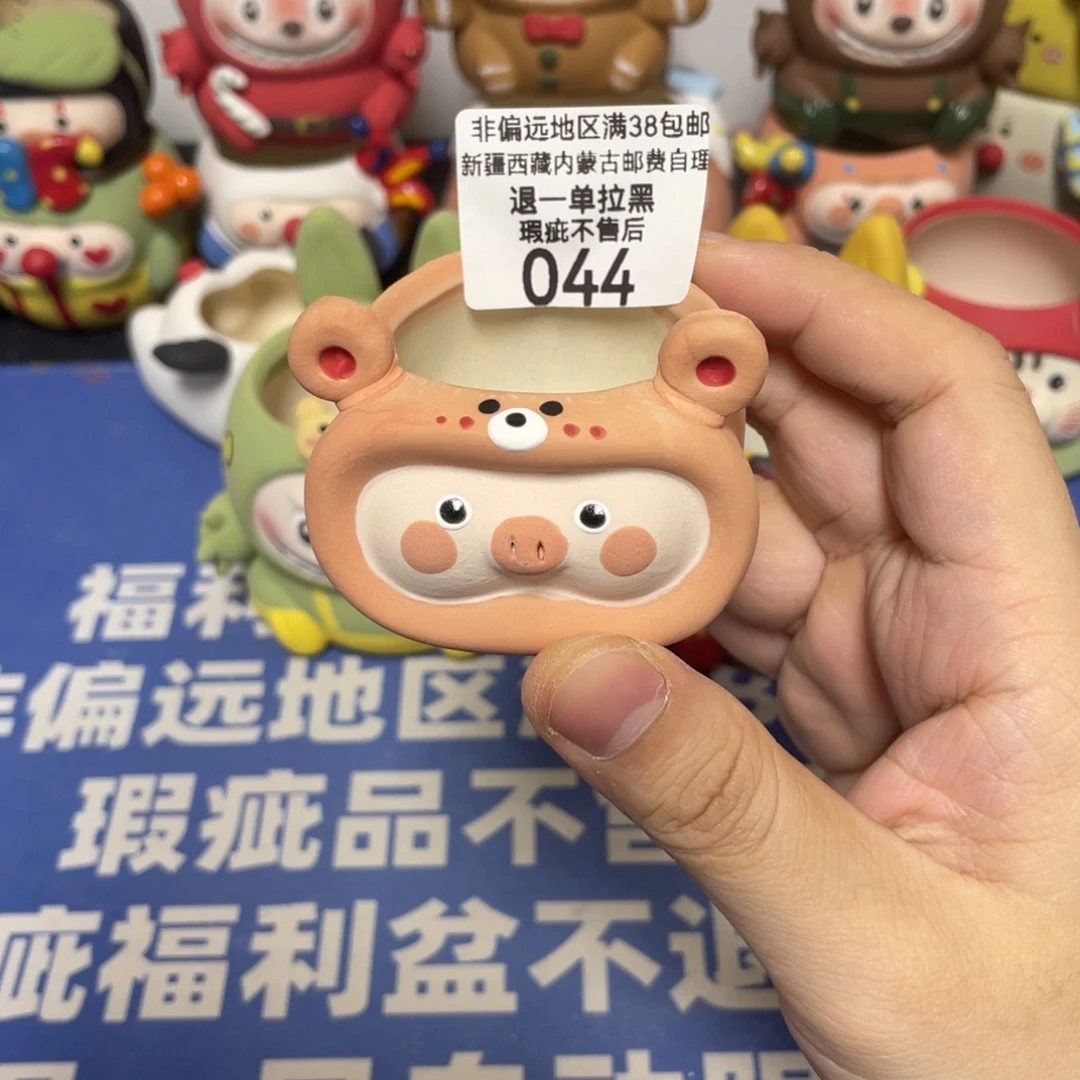 非偏远地区满38包邮
新疆西藏内蒙古邮费自理
退一单拉黑
瑕疵不售后
044
福利
非偏远地区满
瑕疵品不售
疵福利盆不退